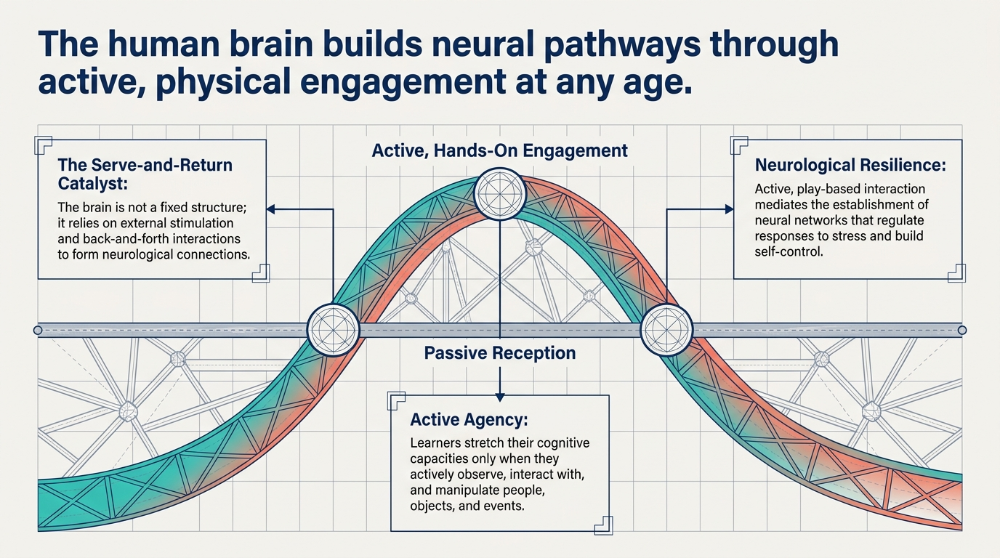 The human brain builds neural pathways through
active, physical engagement at any age.
The Serve-and-Return
Catalyst:
The brain is not a fixed structure;
it relies on external stimulation
and back-and-forth interactions
to form neurological connections.
Active, Hands-On Engagement
Neurological Resilience:
Active, play-based interaction
mediates the establishment of
neural networks that regulate
responses to stress and build
self-control.
Passive Reception
Active Agency:
Learners stretch their cognitive
capacities only when they
actively observe, interact with,
and manipulate people,
objects, and events.